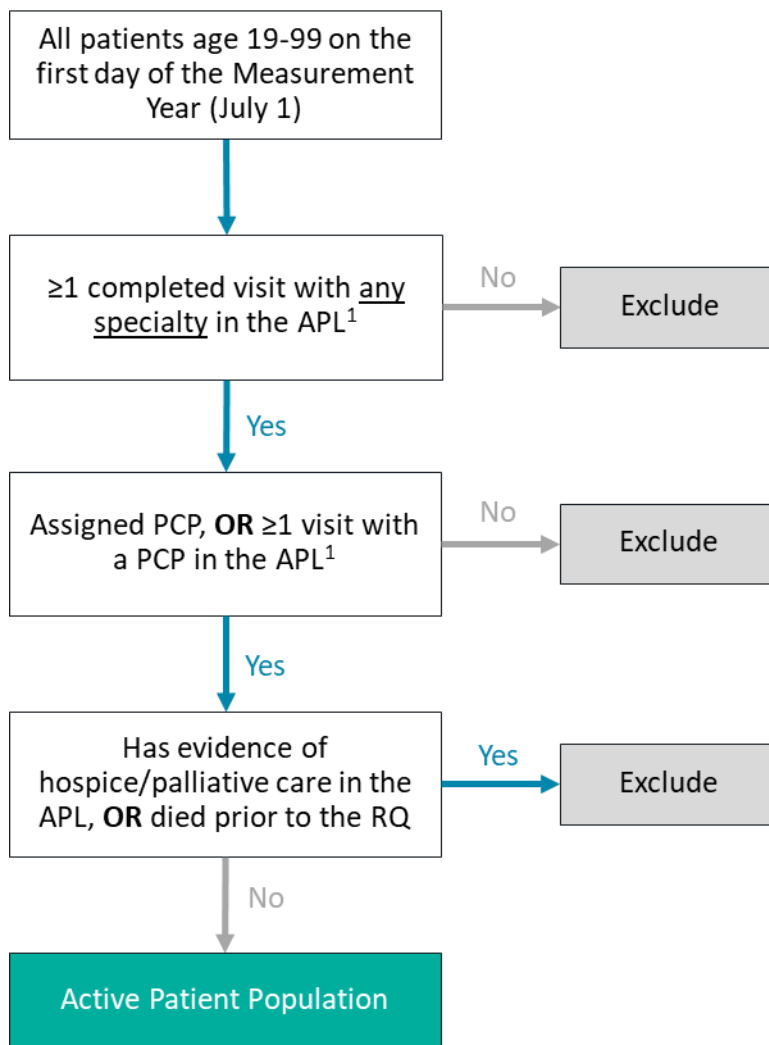 All patients age 19-99 on the
first day of the Measurement
Year (July 1)
≥1 completed visit with any
specialty in the APL¹
No
Exclude
Yes
Assigned PCP, OR ≥1 visit with
a PCP in the APL¹
No
Exclude
Yes
Has evidence of
hospice/palliative care in the
APL, OR died prior to the RQ
Yes
Exclude
No
Active Patient Population